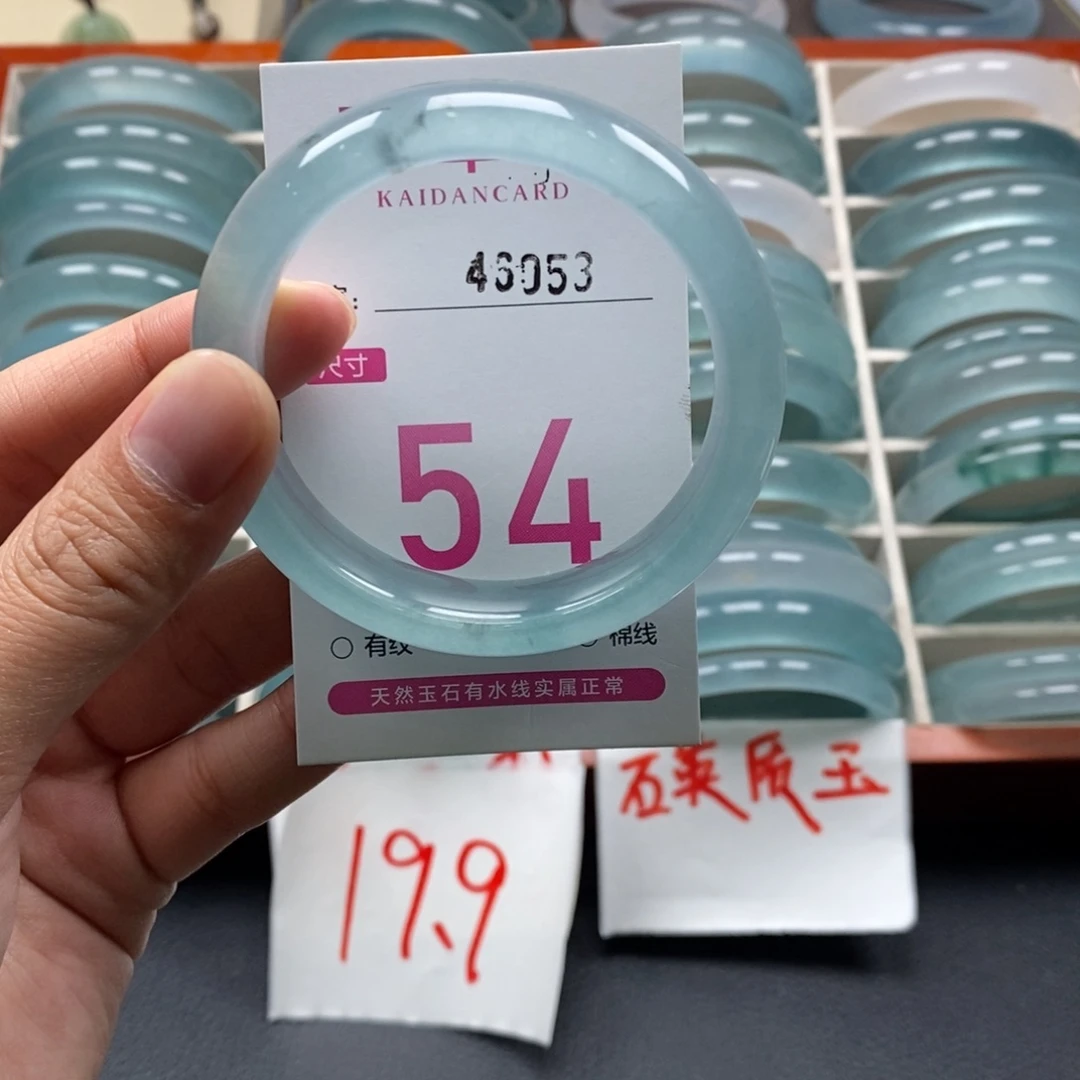 KAIDANCARD
46053
尺寸
54
有纹
棉线
天然玉石有水线实属正常
石英质玉
19.9